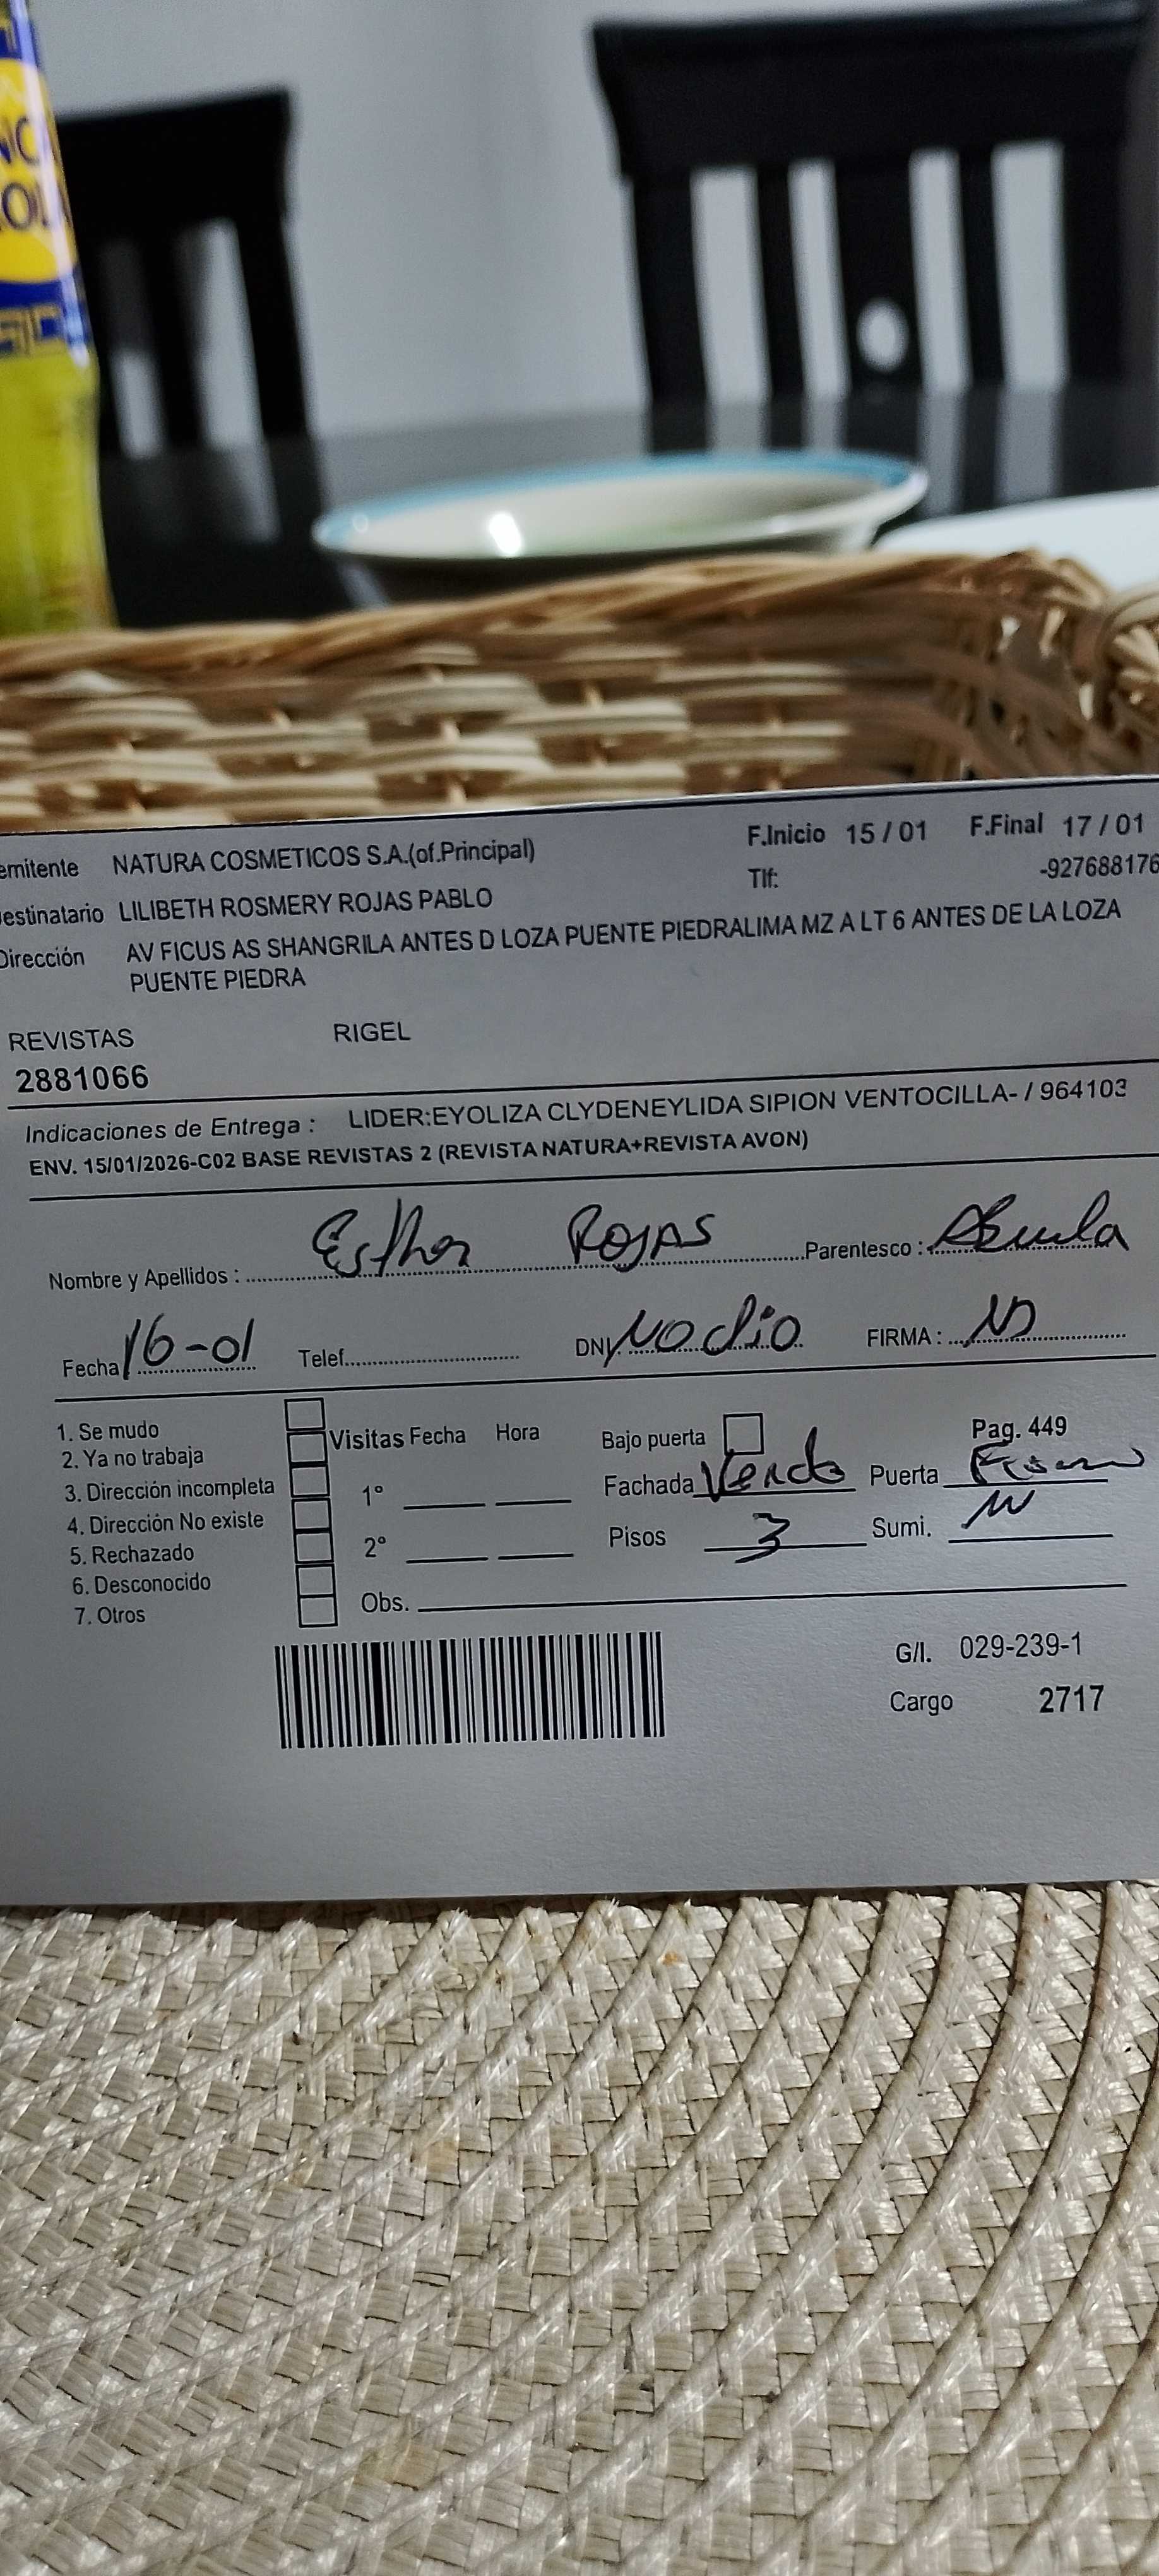 NC
OLA
emitente NATURA COSMETICOS S.A.(of.Principal) F.Inicio 15 / 01 F.Final 17 / 01
estinatario LILIBETH ROSMERY ROJAS PABLO Tlf: -927688176
Dirección AV FICUS AS SHANGRILA ANTES D LOZA PUENTE PIEDRALIMA MZ A LT 6 ANTES DE LA LOZA
PUENTE PIEDRA
REVISTAS RIGEL
2881066
Indicaciones de Entrega : LIDER:EYOLIZA CLYDENEYLIDA SIPION VENTOCILLA- / 964103
ENV. 15/01/2026-C02 BASE REVISTAS 2 (REVISTA NATURA+REVISTA AVON)
Nombre y Apellidos : Esther Rojas Parentesco : Abuela
Fecha 16-01 Telef. DNI. No dio FIRMA :
1. Se mudo
2. Ya no trabaja
3. Dirección incompleta
4. Dirección No existe
5. Rechazado
6. Desconocido
7. Otros
Visitas Fecha Hora
1°
2°
Obs.
Bajo puerta Pag. 449
Fachada Verde Puerta
Pisos 3 Sumi.
G/I. 029-239-1
Cargo 2717